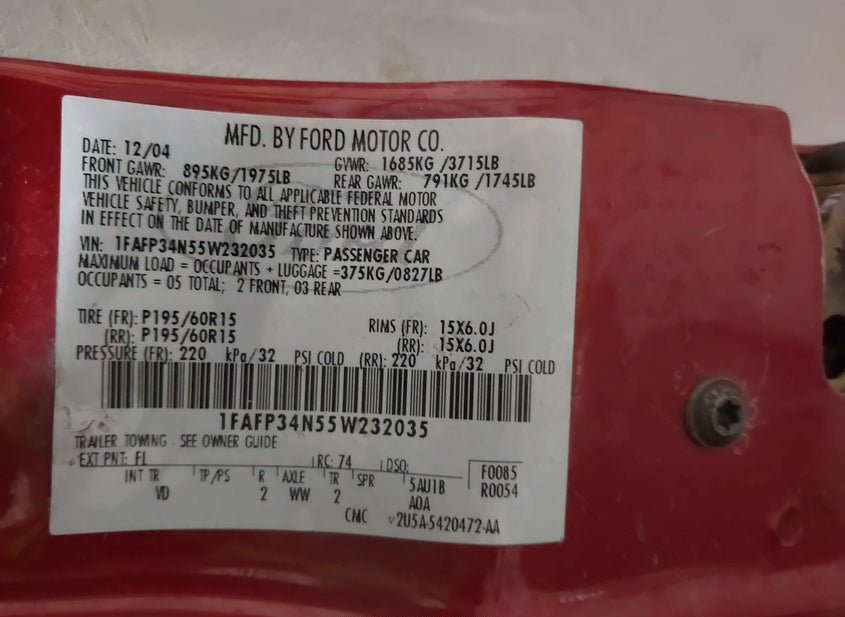 MFD. BY FORD MOTOR CO.
DATE: 12/04 GVWR: 1685KG /3715LB
FRONT GAWR: 895KG/1975LB REAR GAWR: 791KG /1745LB
THIS VEHICLE CONFORMS TO ALL APPLICABLE FEDERAL MOTOR
VEHICLE SAFETY, BUMPER, AND THEFT PREVENTION STANDARDS
IN EFFECT ON THE DATE OF MANUFACTURE SHOWN ABOVE.
VIN: 1FAFP34N55W232035 TYPE: PASSENGER CAR
MAXIMUM LOAD = OCCUPANTS + LUGGAGE =375KG/0827LB
OCCUPANTS = 05 TOTAL; 2 FRONT, 03 REAR
TIRE (FR): P195/60R15 RIMS (FR): 15X6.0J
(RR): P195/60R15 (RR): 15X6.0J
PRESSURE (FR): 220 kPa/32 PSI COLD (RR): 220 kPa/32 PSI COLD
1FAFP34N55W232035
TRAILER TOWING - SEE OWNER GUIDE
EXT PNT: FL RC: 74 DSO: F0085
INT TR TP/PS R AXLE TR SPR 5AU1B R0054
VD 2 WW 2 A0A
CMC ▽2U5A-5420472-AA